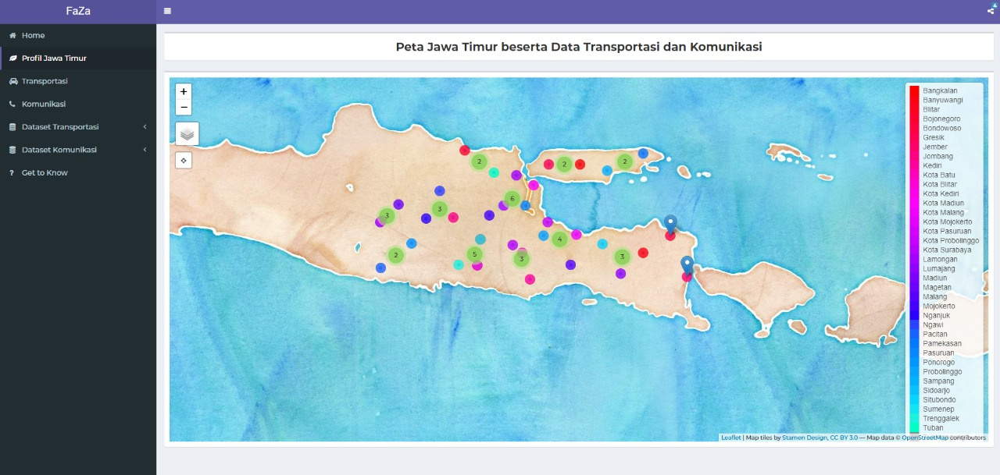 FaZa
4
Home
Profil Jawa Timur
Transportasi
Komunikasi
Dataset Transportasi
Dataset Komunikasi
? Get to Know
Peta Jawa Timur beserta Data Transportasi dan Komunikasi
+
−
2
2
2
6
3
3
4
2
5
3
3
Bangkalan
Banyuwangi
Blitar
Bojonegoro
Bondowoso
Gresik
Jember
Jombang
Kediri
Kota Batu
Kota Blitar
Kota Kediri
Kota Madiun
Kota Malang
Kota Mojokerto
Kota Pasuruan
Kota Probolinggo
Kota Surabaya
Lamongan
Lumajang
Madiun
Magetan
Malang
Mojokerto
Nganjuk
Ngawi
Pacitan
Pamekasan
Pasuruan
Ponorogo
Probolinggo
Sampang
Sidoarjo
Situbondo
Sumenep
Trenggalek
Tuban
Leaflet | Map tiles by Stamen Design, CC BY 3.0 — Map data © OpenStreetMap contributors